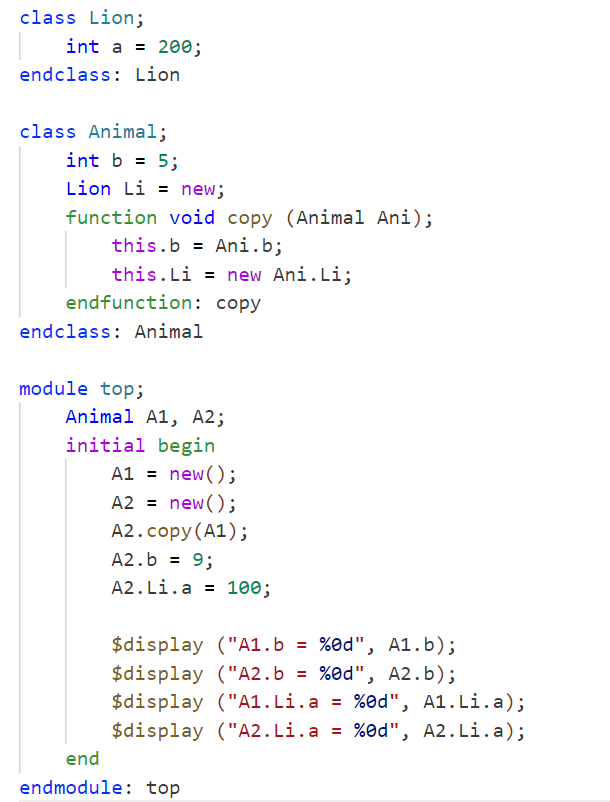 class Lion;
    int a = 200;
endclass: Lion

class Animal;
    int b = 5;
    Lion Li = new;
    function void copy (Animal Ani);
        this.b = Ani.b;
        this.Li = new Ani.Li;
    endfunction: copy
endclass: Animal

module top;
    Animal A1, A2;
    initial begin
        A1 = new();
        A2 = new();
        A2.copy(A1);
        A2.b = 9;
        A2.Li.a = 100;

        $display ("A1.b = %0d", A1.b);
        $display ("A2.b = %0d", A2.b);
        $display ("A1.Li.a = %0d", A1.Li.a);
        $display ("A2.Li.a = %0d", A2.Li.a);
    end
endmodule: top